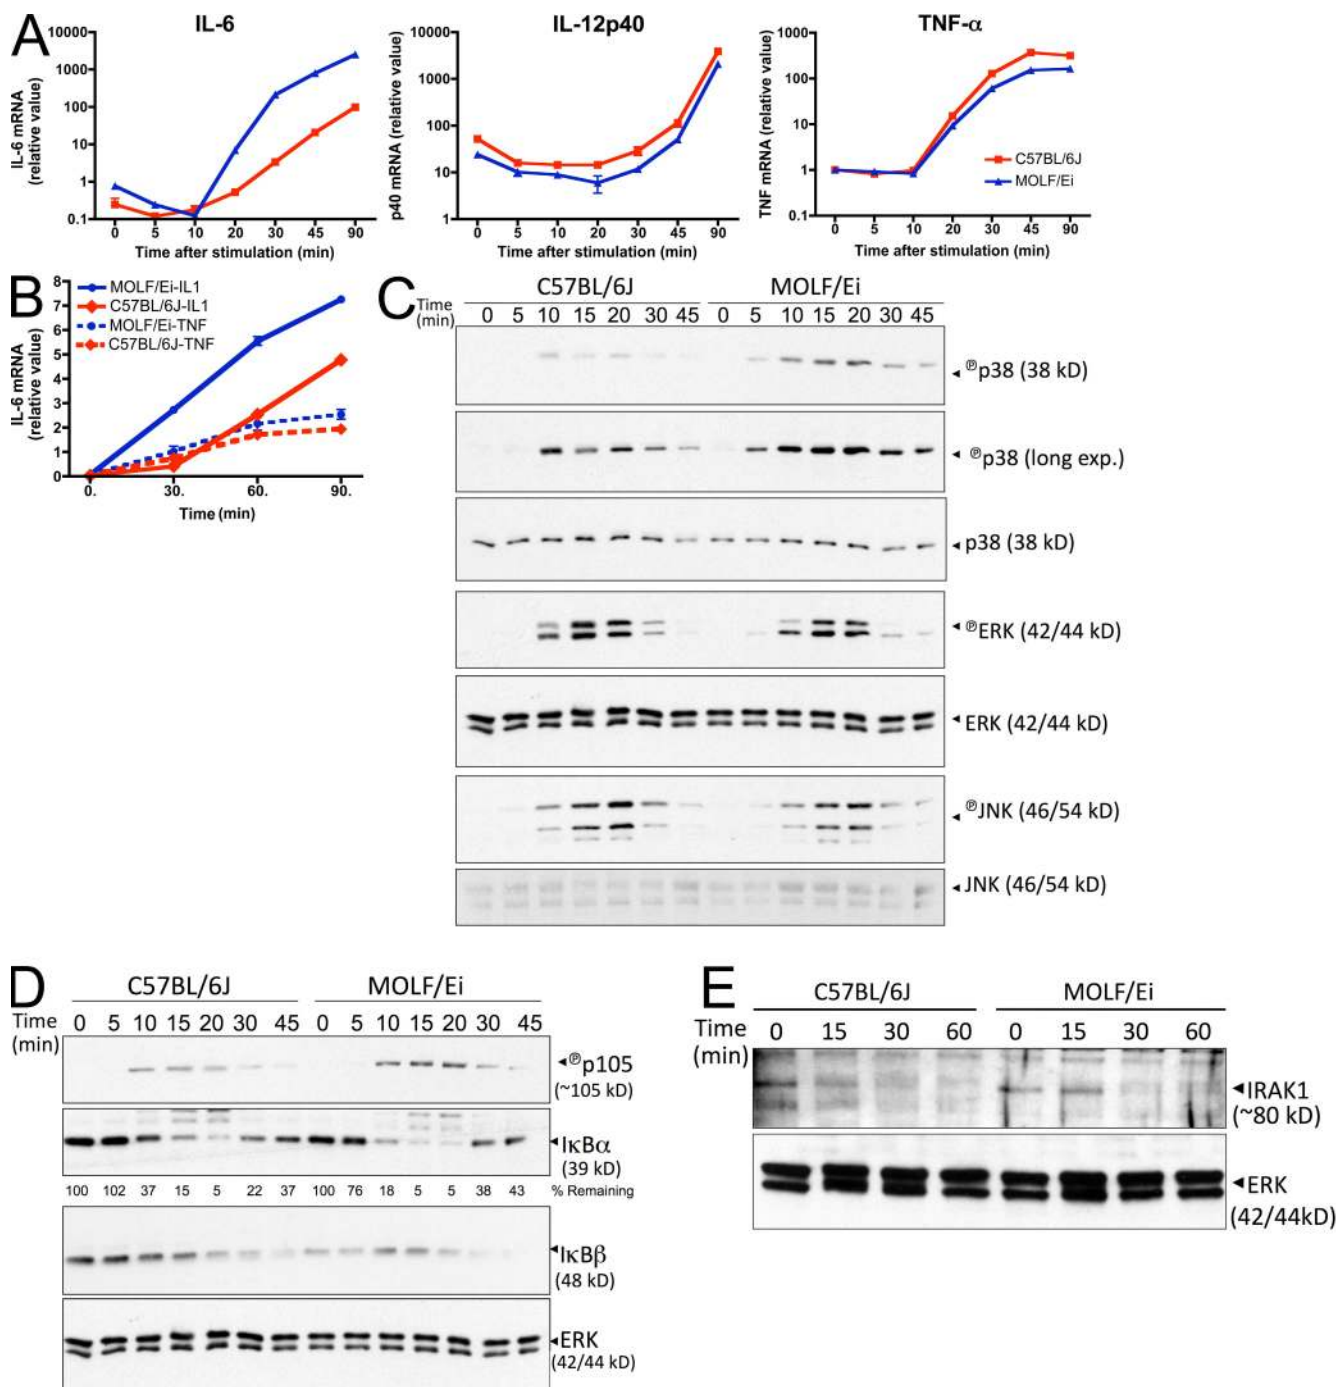 A
IL-6
IL-6 mRNA
(relative value)
10000
1000
100
10
1
0.1
0 5 10 20 30 45 90
Time after stimulation (min)
IL-12p40
p40 mRNA (relative value)
10000
1000
100
10
1
0 5 10 20 30 45 90
Time after stimulation (min)
TNF-α
TNF mRNA (relative value)
1000
100
10
1
0.1
C57BL/6J
MOLF/Ei
0 5 10 20 30 45 90
Time after stimulation (min)
B
IL-6 mRNA
(relative value)
8
7
6
5
4
3
2
1
0
MOLF/Ei-IL1
C57BL/6J-IL1
MOLF/Ei-TNF
C57BL/6J-TNF
0. 30. 60. 90.
Time (min)
C
C57BL/6J MOLF/Ei
Time
(min)
0 5 10 15 20 30 45 0 5 10 15 20 30 45
℗p38 (38 kD)
℗p38 (long exp.)
p38 (38 kD)
℗ERK (42/44 kD)
ERK (42/44 kD)
℗JNK (46/54 kD)
JNK (46/54 kD)
D
C57BL/6J MOLF/Ei
Time
(min)
0 5 10 15 20 30 45 0 5 10 15 20 30 45
℗p105
(~105 kD)
IκBα
(39 kD)
100 102 37 15 5 22 37 100 76 18 5 5 38 43 % Remaining
IκBβ
(48 kD)
ERK
(42/44 kD)
E
C57BL/6J MOLF/Ei
Time
(min)
0 15 30 60 0 15 30 60
IRAK1
(~80 kD)
ERK
(42/44kD)